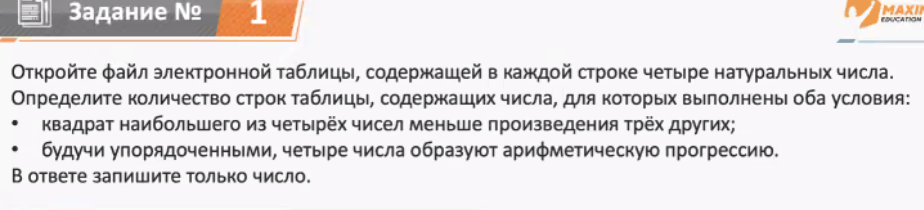 Задание № 1
MAXIM
EDUCATION
Откройте файл электронной таблицы, содержащей в каждой строке четыре натуральных числа.
Определите количество строк таблицы, содержащих числа, для которых выполнены оба условия:
• квадрат наибольшего из четырёх чисел меньше произведения трёх других;
• будучи упорядоченными, четыре числа образуют арифметическую прогрессию.
В ответе запишите только число.